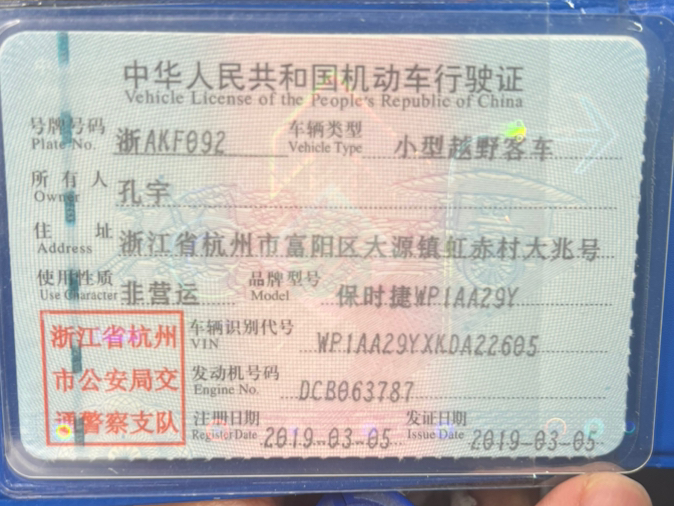 中华人民共和国机动车行驶证
Vehicle License of the People's Republic of China
号牌号码 浙AKF092 车辆类型 小型越野客车
Plate No. Vehicle Type
所有人 孔宇
Owner
住址 浙江省杭州市富阳区大源镇虹赤村大兆号
Address
使用性质 非营运 品牌型号 保时捷WP1AA29Y
Use Character Model
浙江省杭州 车辆识别代号 WP1AA29YXKDA22605
VIN
市公安局交 发动机号码 DCB063787
Engine No.
通警察支队 注册日期 2019-03-05 发证日期 2019-03-05
Register Date Issue Date